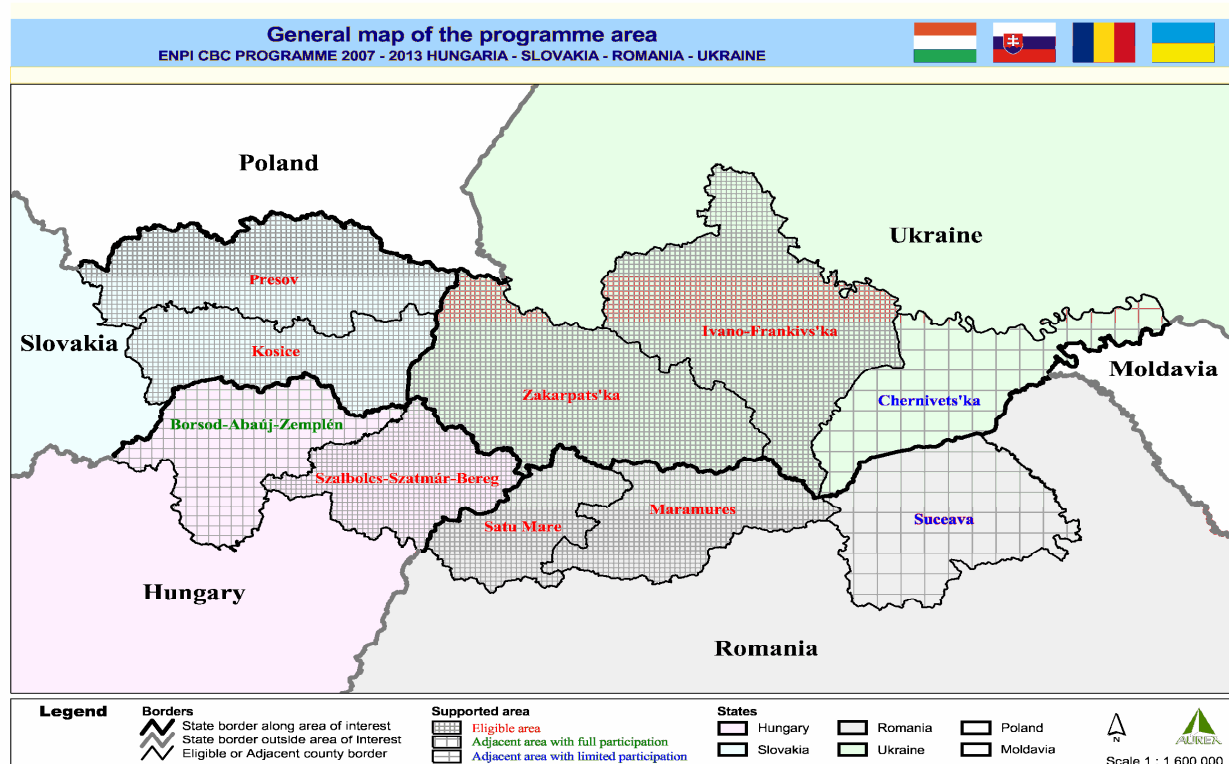 General map of the programme area
ENPI CBC PROGRAMME 2007 - 2013 HUNGARIA - SLOVAKIA - ROMANIA - UKRAINE
Poland
Ukraine
Presov
Ivano-Frankivs'ka
Slovakia
Kosice
Moldavia
Zakarpats'ka
Chernivets'ka
Borsod-Abaúj-Zemplén
Szalbolcs-Szatmár-Bereg
Maramures
Satu Mare
Suceava
Hungary
Romania
Legend
Borders
State border along area of interest
State border outside area of Interest
Eligible or Adjacent county border
Supported area
Eligible area
Adjacent area with full participation
Adjacent area with limited participation
States
Hungary
Romania
Poland
Slovakia
Ukraine
Moldavia
N
AUREX
Scale 1 : 1 600 000